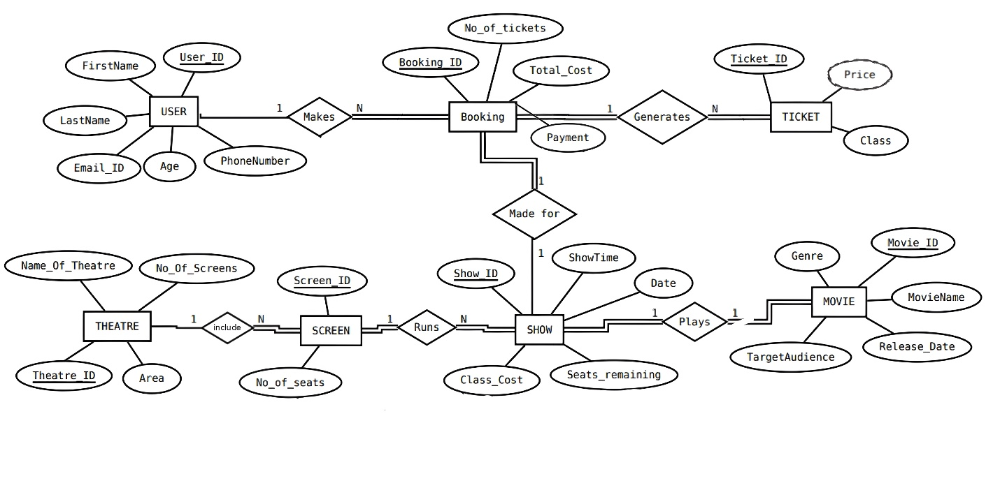 No_of_tickets
FirstName
User_ID
Booking_ID
Total_Cost
Ticket_ID
Price
USER
1
Makes
N
Booking
1
Generates
N
TICKET
LastName
Payment
Class
Email_ID
Age
PhoneNumber
1
Made for
1
Name_Of_Theatre
No_Of_Screens
Screen_ID
Show_ID
ShowTime
Date
Genre
Movie_ID
MovieName
THEATRE
1
include
N
SCREEN
1
Runs
N
SHOW
1
Plays
1
MOVIE
Theatre_ID
Area
No_of_seats
Class_Cost
Seats_remaining
TargetAudience
Release_Date